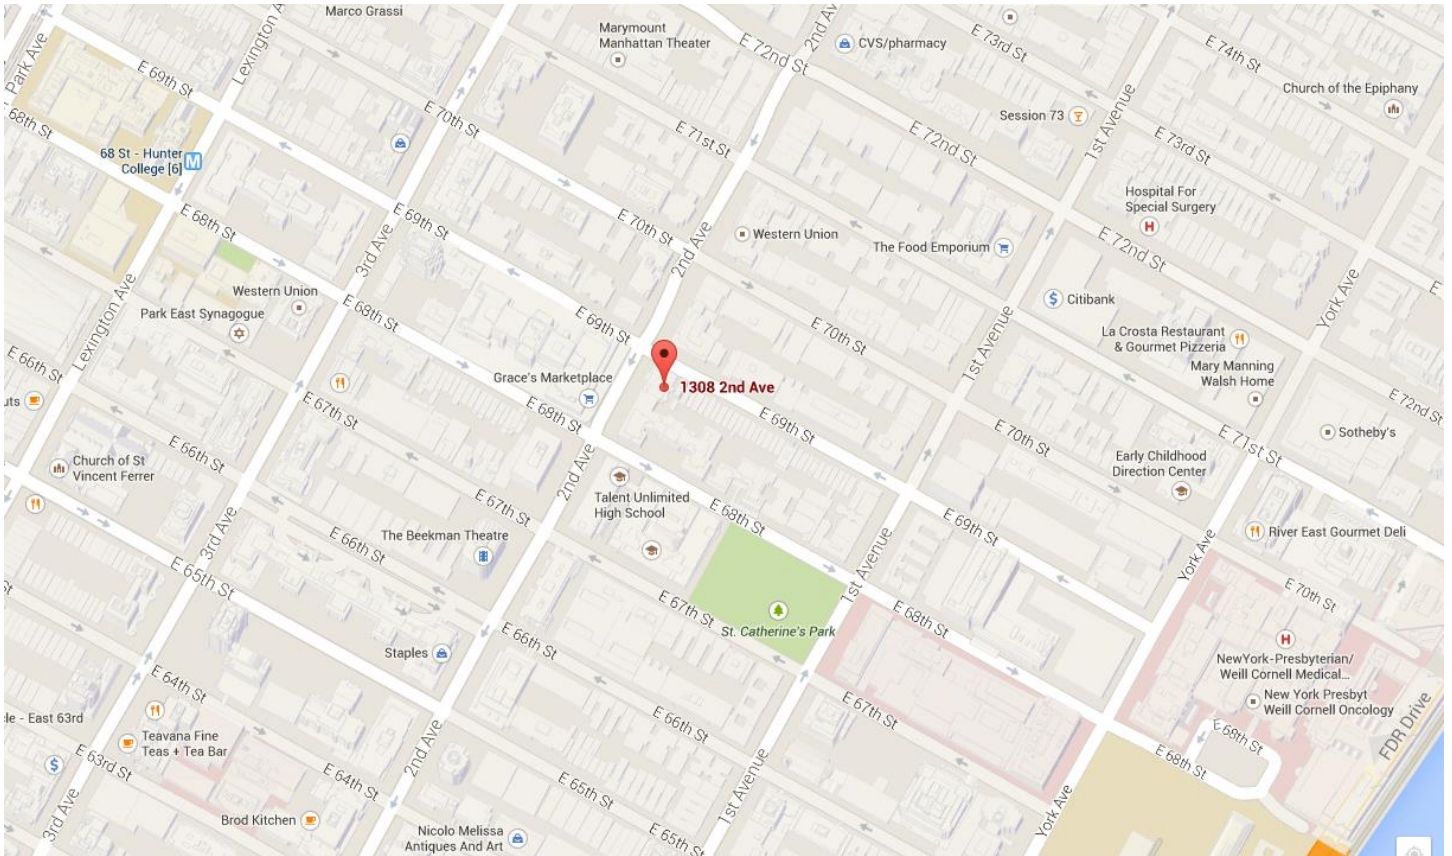 Marco Grassi
Park Ave
Lexington A
2nd Av
Marymount
Manhattan Theater
E 72nd St
CVS/pharmacy
E 73rd St
E 74th St
E 69th St
E 70th St
E 71st St
Session 73
1st Avenue
Church of the Epiphany
68th St
68 St - Hunter
College [6]
M
E 72nd St
E 73rd St
E 68th St
E 69th St
E 70th St
3rd Ave
2nd Ave
Western Union
The Food Emporium
Hospital For
Special Surgery
H
E 72nd St
E
Western Union
Park East Synagogue
Lexington Ave
E 68th St
E 69th St
E 70th St
1st Avenue
$
Citibank
La Crosta Restaurant
& Gourmet Pizzeria
York Ave
Mary Manning
Walsh Home
E 66th St
uts
Grace's Marketplace
1308 2nd Ave
E 67th St
E 68th St
E 69th St
E 70th St
E 71st St
E 72nd St
Sotheby's
Church of St
Vincent Ferrer
E 66th St
2nd Ave
Talent Unlimited
High School
Early Childhood
Direction Center
3rd Ave
E 67th St
E 68th St
E 69th St
River East Gourmet Deli
The Beekman Theatre
E 66th St
1st Avenue
York Ave
E 65th St
E 67th St
St. Catherine's Park
E 68th St
E 70th St
St
Staples
E 66th St
H
NewYork-Presbyterian/
Weill Cornell Medical...
New York Presbyt
Weill Cornell Oncology
E 64th St
cle - East 63rd
Teavana Fine
Teas + Tea Bar
$
E 63rd St
2nd Ave
E 66th St
E 67th St
E 68th St
E 68th St
FDR Drive
E 64th St
E 65th St
1st Avenue
3rd Ave
Brod Kitchen
Nicolo Melissa
Antiques And Art
E 65th St
York Ave